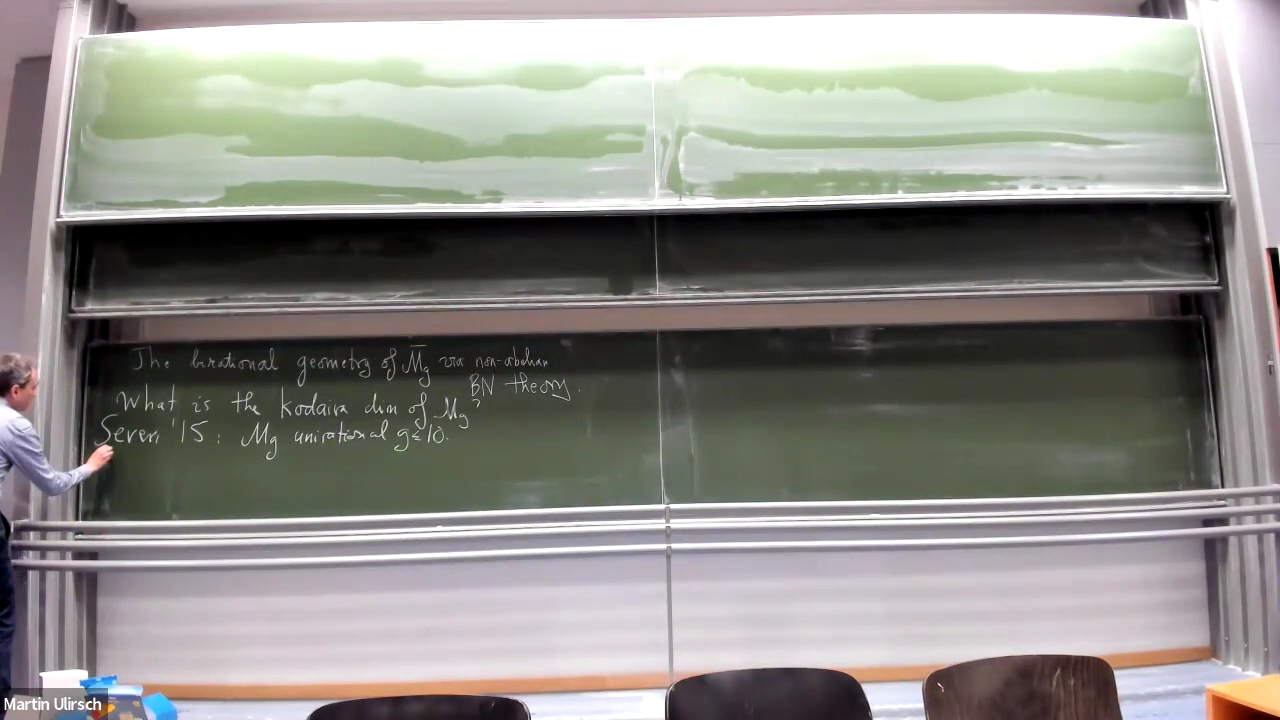 The birational geometry of M̄g via non-abelian
BN theory.
What is the Kodaira dim of Mg?
Severi '15: Mg unirational g≤10.
Martin Ulirsch